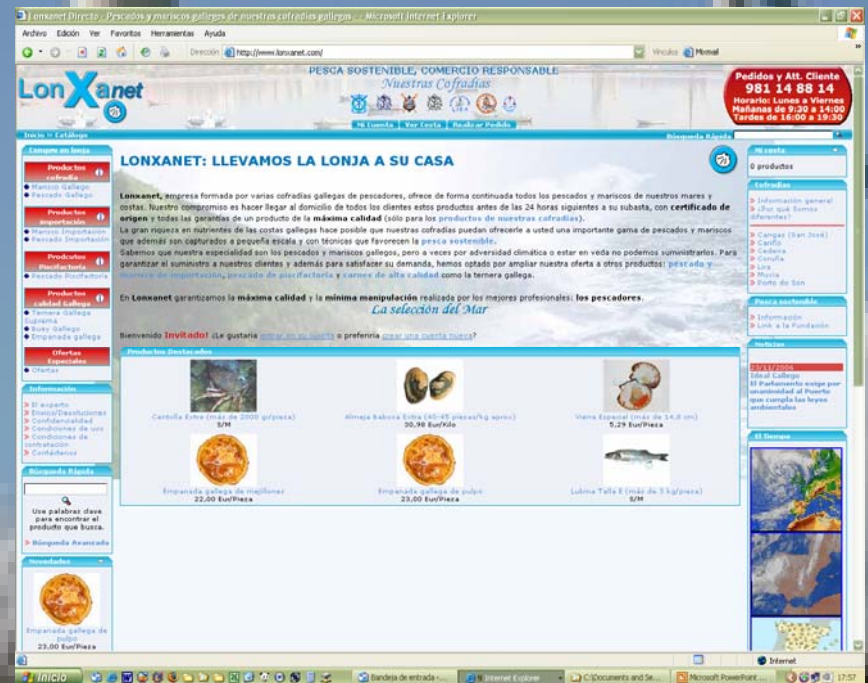 Lonxanet Directo - Pescados y mariscos gallegos de nuestras cofradías gallegas - - Microsoft Internet Explorer
Archivo Edición Ver Favoritos Herramientas Ayuda
Dirección http://www.lonxanet.com/ Vínculos Hotmail
LonXanet
PESCA SOSTENIBLE, COMERCIO RESPONSABLE
Nuestras Cofradías
Mi Cuenta | Ver Cesta | Realizar Pedido
Pedidos y Att. Cliente
981 14 88 14
Horario: Lunes a Viernes
Mañanas de 9:30 a 14:00
Tardes de 16:00 a 19:30
Inicio » Catálogo
Búsqueda Rápida
Compre en lonja
Productos cofradía
Marisco Gallego
Pescado Gallego
Productos importación
Marisco Importación
Pescado Importación
Prodcutos Piscifactoría
Pescado Piscifactoría
Productos calidad Gallega
Ternera Gallega
Suprema
Buey Gallego
Empanada gallega
Ofertas Especiales
Ofertas
Información
El experto
Envios/Devoluciones
Confidencialidad
Condiciones de uso
Condiciones de
contratación
Contáctenos
Búsqueda Rápida
Use palabras clave
para encontrar el
producto que busca.
Búsqueda Avanzada
Novedades
Empanada gallega de
pulpo
23,00 Eur/Pieza
LONXANET: LLEVAMOS LA LONJA A SU CASA
Lonxanet, empresa formada por varias cofradías gallegas de pescadores, ofrece de forma continuada todos los pescados y mariscos de nuestros mares y
costas. Nuestro compromiso es hacer llegar al domicilio de todos los clientes estos productos antes de las 24 horas siguientes a su subasta, con certificado de
origen y todas las garantías de un producto de la máxima calidad (sólo para los productos de nuestras cofradías).
La gran riqueza en nutrientes de las costas gallegas hace posible que nuestras cofradías puedan ofrecerle a usted una importante gama de pescados y mariscos
que además son capturados a pequeña escala y con técnicas que favorecen la pesca sostenible.
Sabemos que nuestra especialidad son los pescados y mariscos gallegos, pero a veces por adversidad climática o estar en veda no podemos suministrarlos. Para
garantizar el suministro a nuestros clientes y además para satisfacer su demanda, hemos optado por ampliar nuestra oferta a otros productos: pescado y
marisco de importación, pescado de piscifactoría y carnes de alta calidad como la ternera gallega.
En Lonxanet garantizamos la máxima calidad y la mínima manipulación realizada por los mejores profesionales: los pescadores.
La selección del Mar
Bienvenido Invitado! ¿Le gustaria entrar en su cuenta o preferiria crear una cuenta nueva?
Productos Destacados
Centolla Extra (más de 2000 gr/pieza)
S/M
Almeja Babosa Extra (40-45 piezas/kg aprox)
30,98 Eur/Kilo
Vieira Especial (más de 14,8 cm)
5,29 Eur/Pieza
Empanada gallega de mejillones
22,00 Eur/Pieza
Empanada gallega de pulpo
23,00 Eur/Pieza
Lubina Talla E (más de 3 kg/pieza)
S/M
Mi cesta
0 productos
Cofradías
Información general
¿Por qué Somos
diferentes?
Cangas (San José)
Cariño
Cedeira
Coruña
Lira
Muxía
Porto do Son
Pesca sostenible
Información
Link a la Fundación
Noticias
23/11/2006
Ideal Gallego
El Parlamento exige por
unanimidad al Puerto
que cumpla las leyes
ambientales
El Tiempo
Internet
Inicio
Bandeja de entrada -...
9 Internet Explorer
C:\Documents and Se...
Microsoft PowerPoint ...
17:57